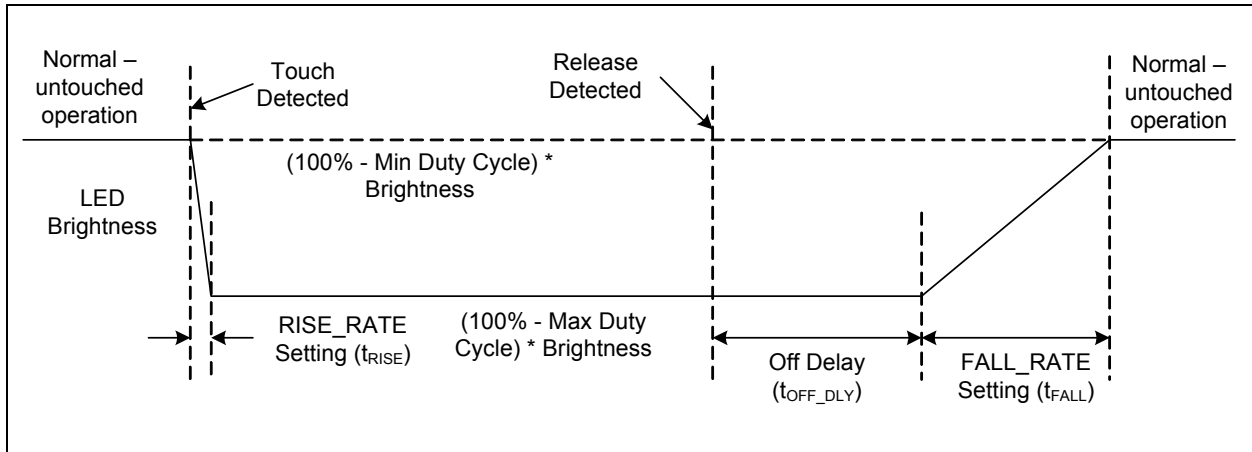 Normal –
untouched
operation
Touch
Detected
Release
Detected
Normal –
untouched
operation
(100% - Min Duty Cycle) *
Brightness
LED
Brightness
RISE_RATE
Setting (tRISE)
(100% - Max Duty
Cycle) * Brightness
Off Delay
(tOFF_DLY)
FALL_RATE
Setting (tFALL)